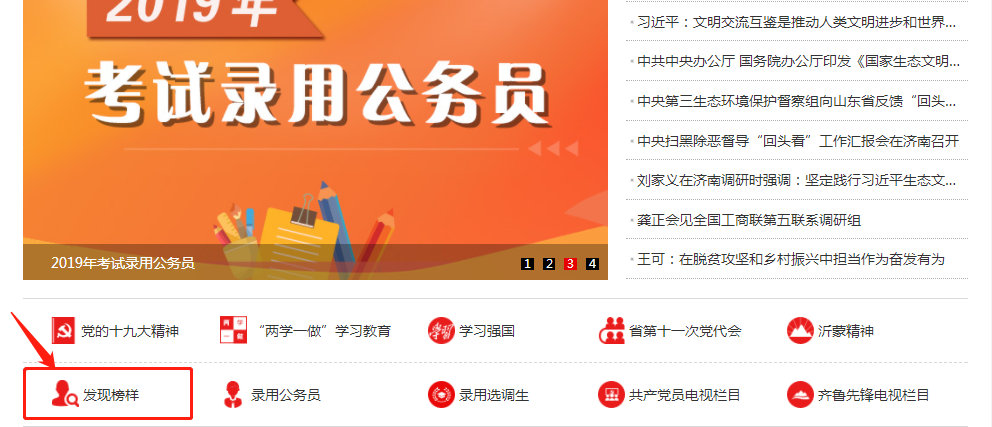 2019年
考试录用公务员
2019年考试录用公务员
1 2 3 4
习近平：文明交流互鉴是推动人类文明进步和世界...
中共中央办公厅 国务院办公厅印发《国家生态文明...
中央第三生态环境保护督察组向山东省反馈“回头...
中央扫黑除恶督导“回头看”工作汇报会在济南召开
刘家义在济南调研时强调：坚定践行习近平生态文...
龚正会见全国工商联第五联系调研组
王可：在脱贫攻坚和乡村振兴中担当作为奋发有为
党的十九大精神
两学
一做
“两学一做”学习教育
学习强国
省第十一次党代会
沂蒙精神
发现榜样
录用公务员
录用选调生
共产党员电视栏目
齐鲁先锋电视栏目